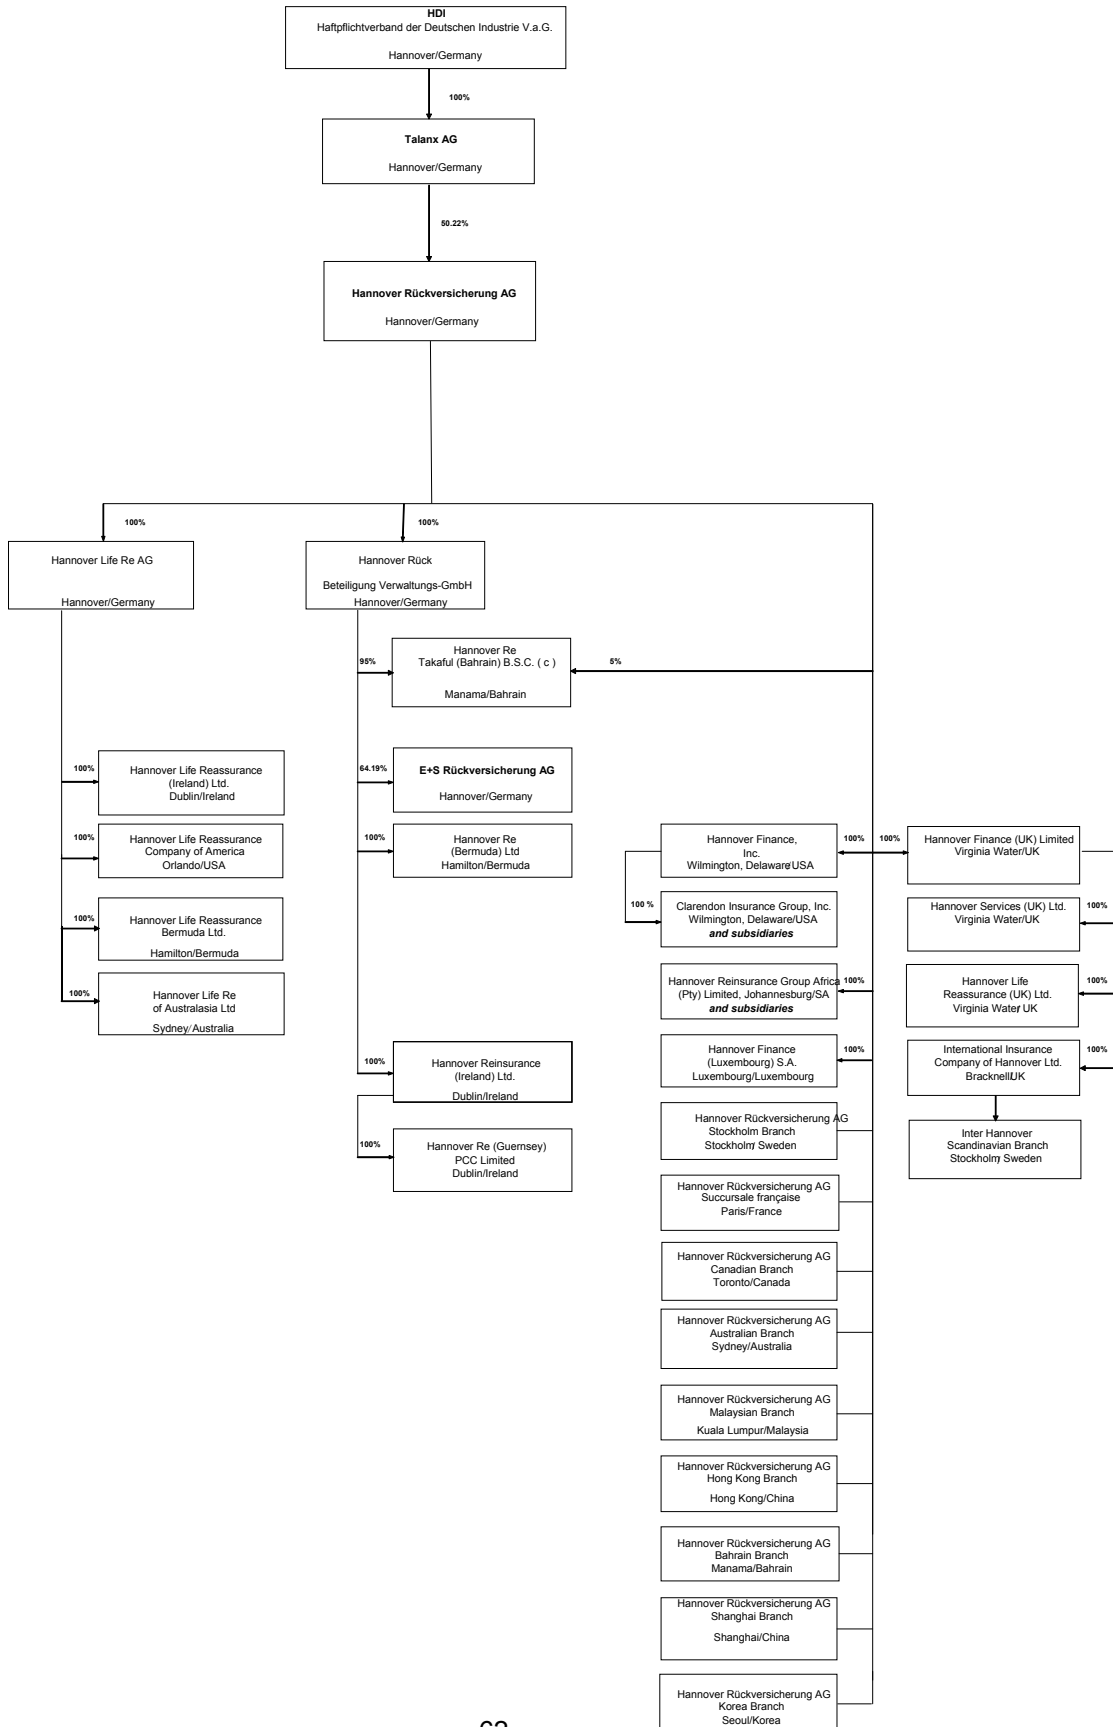 HDI
Haftpflichtverband der Deutschen Industrie V.a.G.
Hannover/Germany
100%
Talanx AG
Hannover/Germany
50.22%
Hannover Rückversicherung AG
Hannover/Germany
100%
Hannover Life Re AG
Hannover/Germany
100%
Hannover Rück
Beteiligung Verwaltungs-GmbH
Hannover/Germany
95%
Hannover Re
Takaful (Bahrain) B.S.C. ( c )
Manama/Bahrain
5%
100%
Hannover Life Reassurance
(Ireland) Ltd.
Dublin/Ireland
100%
Hannover Life Reassurance
Company of America
Orlando/USA
100%
Hannover Life Reassurance
Bermuda Ltd.
Hamilton/Bermuda
100%
Hannover Life Re
of Australasia Ltd
Sydney/Australia
64.19%
E+S Rückversicherung AG
Hannover/Germany
100%
Hannover Re
(Bermuda) Ltd
Hamilton/Bermuda
100%
Hannover Reinsurance
(Ireland) Ltd.
Dublin/Ireland
100%
Hannover Re (Guernsey)
PCC Limited
Dublin/Ireland
Hannover Finance,
Inc.
Wilmington, Delaware/USA
100%
100 %
Clarendon Insurance Group, Inc.
Wilmington, Delaware/USA
and subsidiaries
Hannover Reinsurance Group Africa
(Pty) Limited, Johannesburg/SA
and subsidiaries
100%
Hannover Finance
(Luxembourg) S.A.
Luxembourg/Luxembourg
100%
Hannover Rückversicherung AG
Stockholm Branch
Stockholm/ Sweden
Hannover Rückversicherung AG
Succursale française
Paris/France
Hannover Rückversicherung AG
Canadian Branch
Toronto/Canada
Hannover Rückversicherung AG
Australian Branch
Sydney/Australia
Hannover Rückversicherung AG
Malaysian Branch
Kuala Lumpur/Malaysia
Hannover Rückversicherung AG
Hong Kong Branch
Hong Kong/China
Hannover Rückversicherung AG
Bahrain Branch
Manama/Bahrain
Hannover Rückversicherung AG
Shanghai Branch
Shanghai/China
Hannover Rückversicherung AG
Korea Branch
Seoul/Korea
100%
Hannover Finance (UK) Limited
Virginia Water/UK
Hannover Services (UK) Ltd.
Virginia Water/UK
100%
Hannover Life
Reassurance (UK) Ltd.
Virginia Water/ UK
100%
International Insurance
Company of Hannover Ltd.
Bracknell/UK
100%
Inter Hannover
Scandinavian Branch
Stockholm/ Sweden